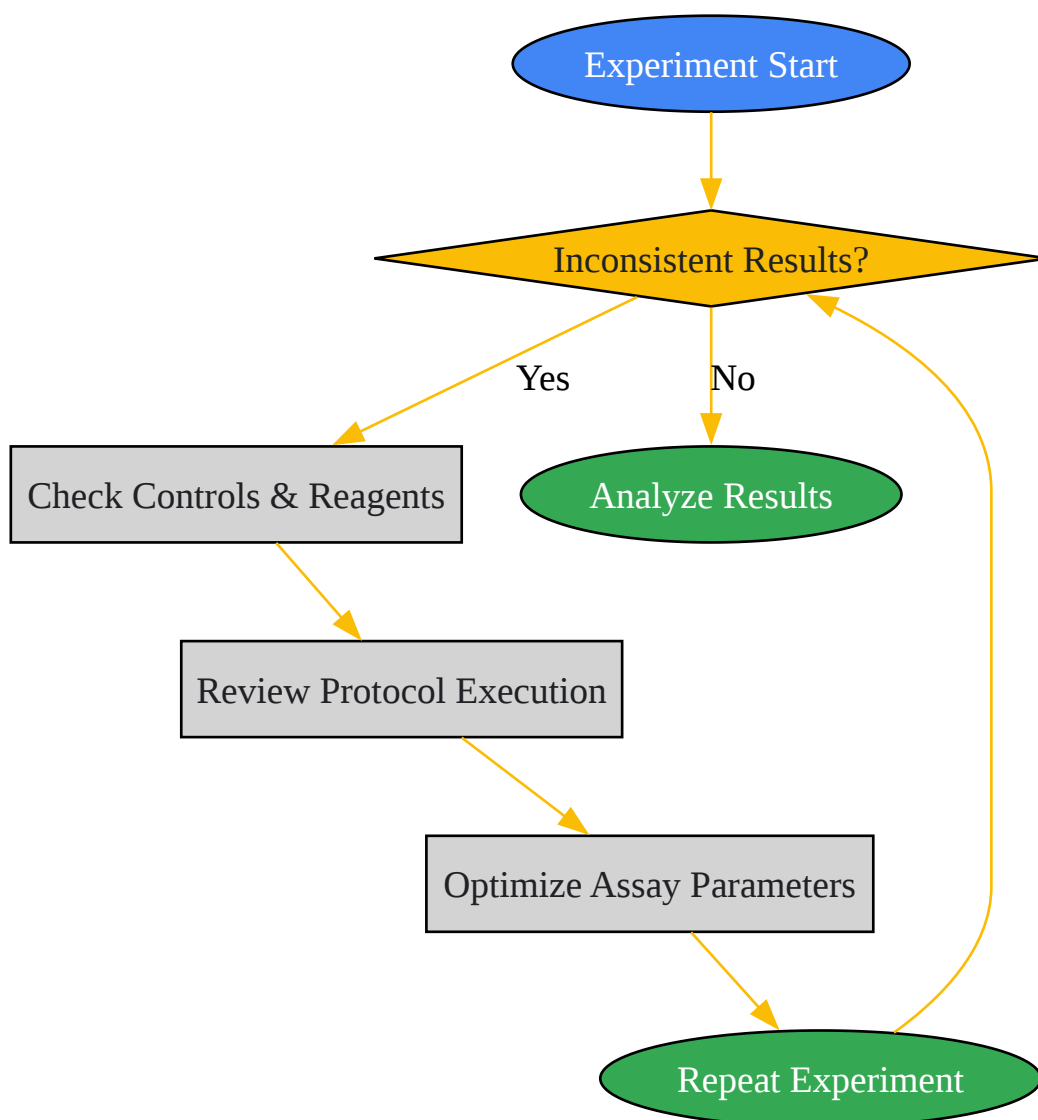 Experiment Start
Inconsistent Results?
Yes
No
Check Controls & Reagents
Analyze Results
Review Protocol Execution
Optimize Assay Parameters
Repeat Experiment